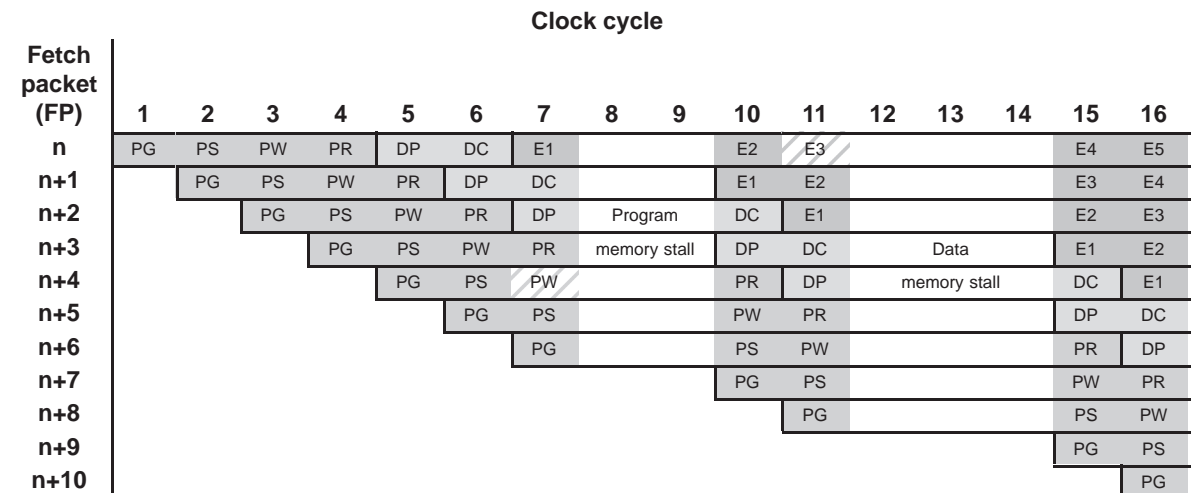 Clock cycle
Fetch
packet
(FP) 1 2 3 4 5 6 7 8 9 10 11 12 13 14 15 16
n PG PS PW PR DP DC E1 E2 E3 E4 E5
n+1 PG PS PW PR DP DC E1 E2 E3 E4
n+2 PG PS PW PR DP Program DC E1 E2 E3
n+3 PG PS PW PR memory stall DP DC Data E1 E2
n+4 PG PS PW PR DP memory stall DC E1
n+5 PG PS PW PR DP DC
n+6 PG PS PW PR DP
n+7 PG PS PW PR
n+8 PG PS PW
n+9 PG PS
n+10 PG